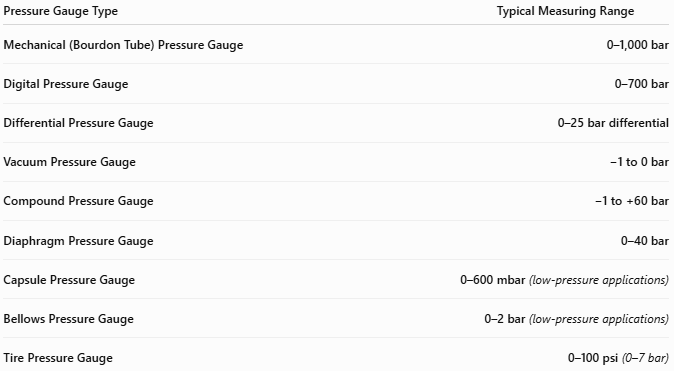 Pressure Gauge Type Typical Measuring Range
Mechanical (Bourdon Tube) Pressure Gauge 0–1,000 bar
Digital Pressure Gauge 0–700 bar
Differential Pressure Gauge 0–25 bar differential
Vacuum Pressure Gauge −1 to 0 bar
Compound Pressure Gauge −1 to +60 bar
Diaphragm Pressure Gauge 0–40 bar
Capsule Pressure Gauge 0–600 mbar (low-pressure applications)
Bellows Pressure Gauge 0–2 bar (low-pressure applications)
Tire Pressure Gauge 0–100 psi (0–7 bar)